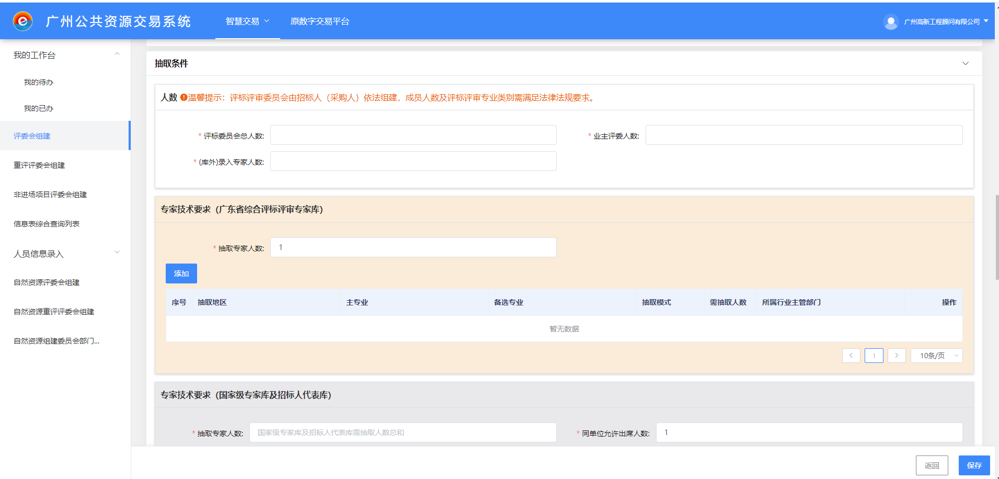 广州公共资源交易系统
智慧交易
原数字交易平台
广州高新工程顾问有限公司
我的工作台
我的待办
我的已办
评委会组建
重评评委会组建
非进场项目评委会组建
信息表综合查询列表
人员信息录入
自然资源评委会组建
自然资源重评评委会组建
自然资源组建委员会部门...
抽取条件
人数 温馨提示：评标评审委员会由招标人（采购人）依法组建，成员人数及评标评审专业类别需满足法律法规要求。
* 评标委员会总人数:
* 业主评委人数:
* (库外)录入专家人数:
专家技术要求（广东省综合评标评审专家库）
* 抽取专家人数: 1
添加
序号 抽取地区 主专业 备选专业 抽取模式 需抽取人数 所属行业主管部门 操作
暂无数据
1 10条/页
专家技术要求（国家级专家库及招标人代表库）
* 抽取专家人数: 国家级专家库及招标人代表库需抽取人数总和
* 同单位允许出席人数: 1
返回 保存